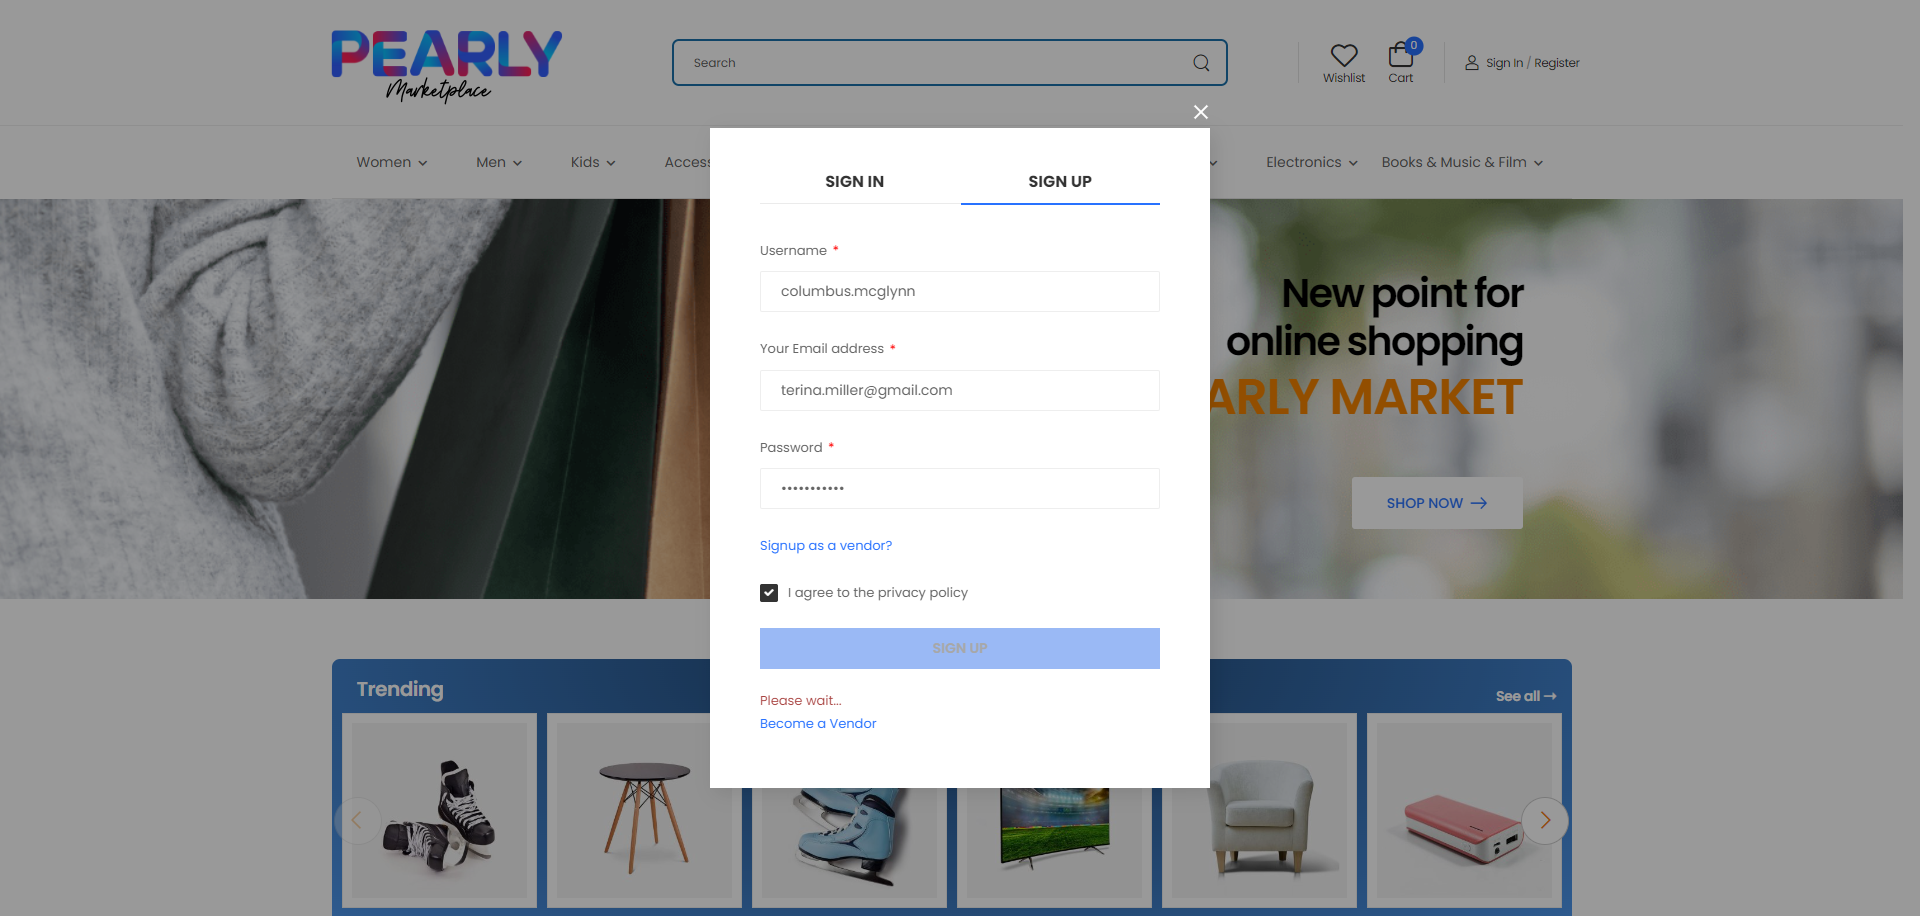 PEARLY
Marketplace
Search
Wishlist
0
Cart
Sign In / Register
Women
Men
Kids
Electronics
Books & Music & Film
SIGN IN
SIGN UP
Username *
columbus.mcglynn
Your Email address *
terina.miller@gmail.com
Password *
•••••••••••
Signup as a vendor?
I agree to the privacy policy
SIGN UP
Please wait...
Become a Vendor
New point for
online shopping
ARLY MARKET
SHOP NOW →
Trending
See all →